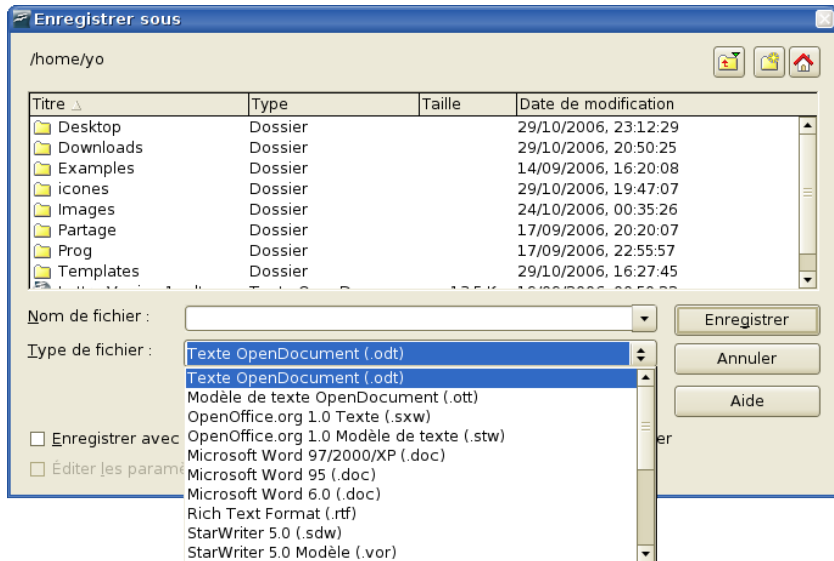 Enregistrer sous
/home/yo
Titre Type Taille Date de modification
Desktop Dossier 29/10/2006, 23:12:29
Downloads Dossier 29/10/2006, 20:50:25
Examples Dossier 14/09/2006, 16:20:08
icones Dossier 29/10/2006, 19:47:07
Images Dossier 24/10/2006, 00:35:26
Partage Dossier 17/09/2006, 20:20:07
Prog Dossier 17/09/2006, 22:55:57
Templates Dossier 29/10/2006, 16:27:45
Nom de fichier : Enregistrer
Type de fichier : Texte OpenDocument (.odt) Annuler
Texte OpenDocument (.odt)
Modèle de texte OpenDocument (.ott) Aide
OpenOffice.org 1.0 Texte (.sxw)
Enregistrer avec OpenOffice.org 1.0 Modèle de texte (.stw) er
Microsoft Word 97/2000/XP (.doc)
Éditer les param Microsoft Word 95 (.doc)
Microsoft Word 6.0 (.doc)
Rich Text Format (.rtf)
StarWriter 5.0 (.sdw)
StarWriter 5.0 Modèle (.vor)